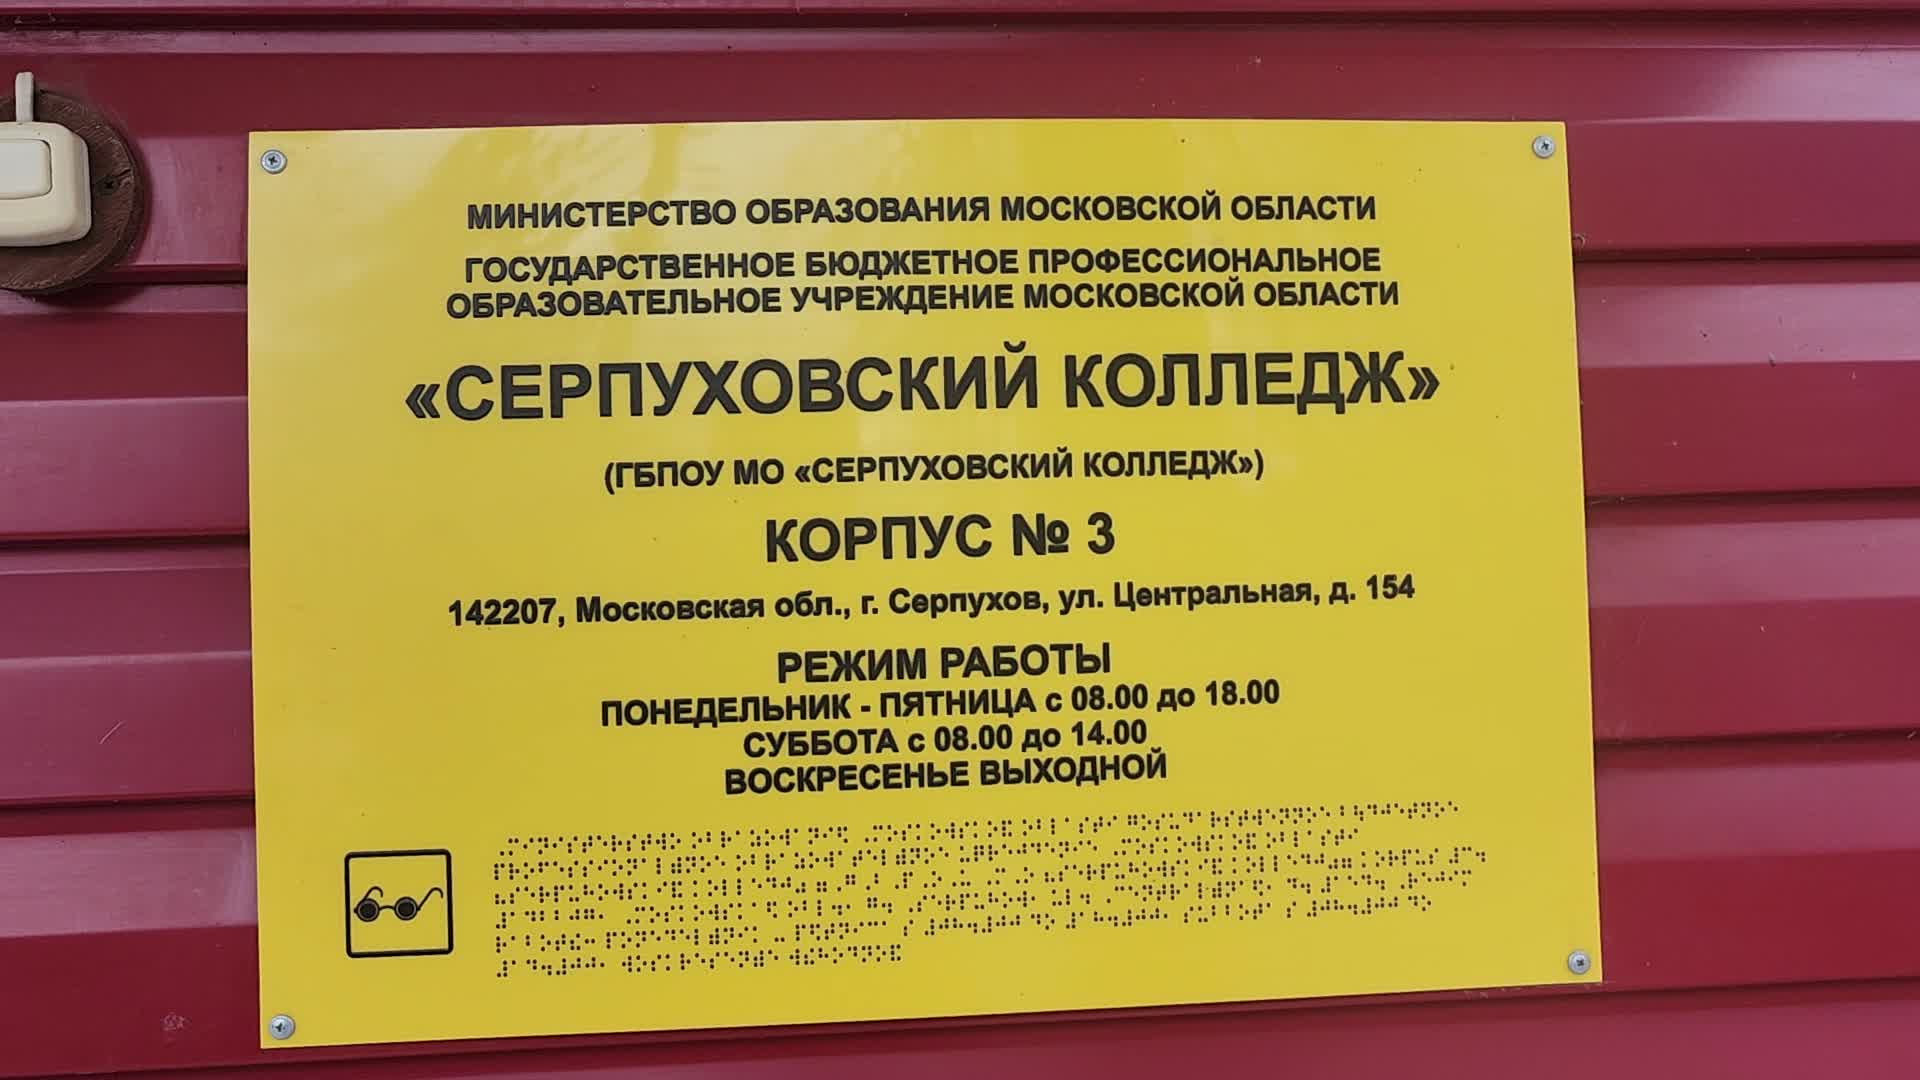 МИНИСТЕРСТВО ОБРАЗОВАНИЯ МОСКОВСКОЙ ОБЛАСТИ
ГОСУДАРСТВЕННОЕ БЮДЖЕТНОЕ ПРОФЕССИОНАЛЬНОЕ
ОБРАЗОВАТЕЛЬНОЕ УЧРЕЖДЕНИЕ МОСКОВСКОЙ ОБЛАСТИ
«СЕРПУХОВСКИЙ КОЛЛЕДЖ»
(ГБПОУ МО «СЕРПУХОВСКИЙ КОЛЛЕДЖ»)
КОРПУС № 3
142207, Московская обл., г. Серпухов, ул. Центральная, д. 154
РЕЖИМ РАБОТЫ
ПОНЕДЕЛЬНИК - ПЯТНИЦА с 08.00 до 18.00
СУББОТА с 08.00 до 14.00
ВОСКРЕСЕНЬЕ ВЫХОДНОЙ